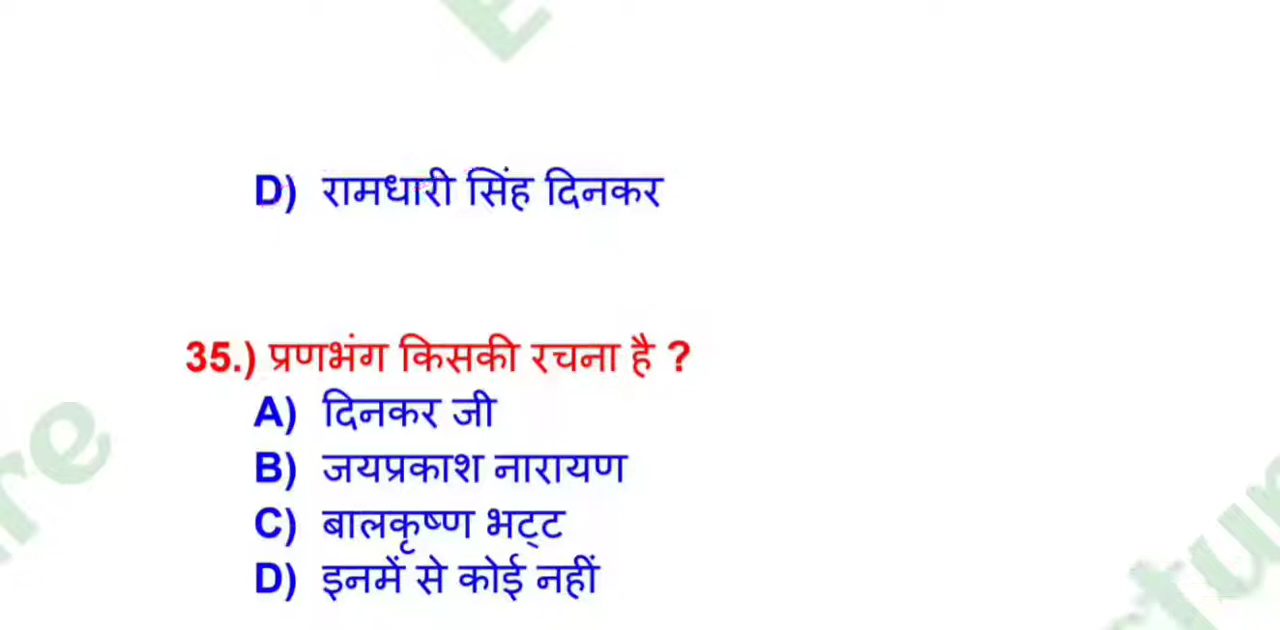 D) रामधारी सिंह दिनकर
35.) प्रणभंग किसकी रचना है ?
A) दिनकर जी
B) जयप्रकाश नारायण
C) बालकृष्ण भट्ट
D) इनमें से कोई नहीं